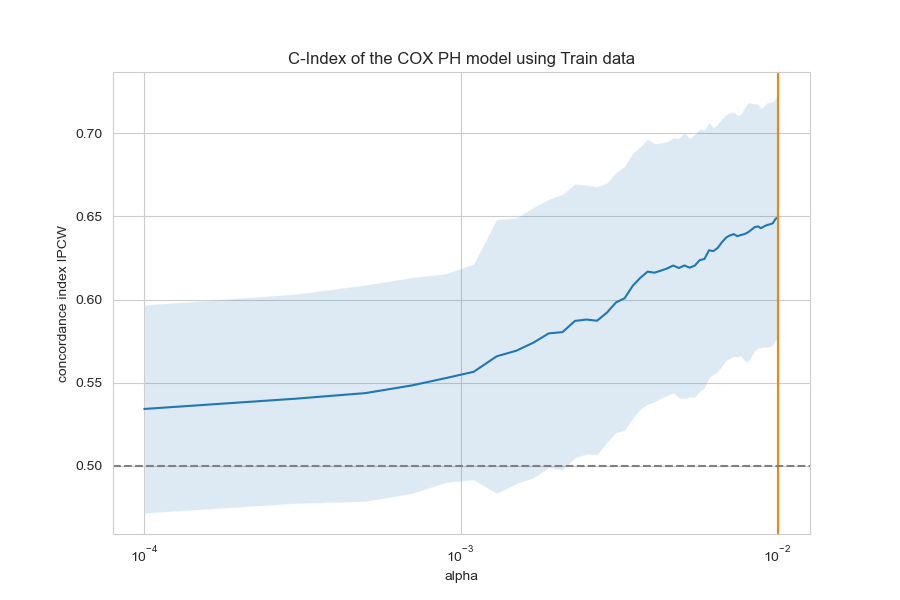 C-Index of the COX PH model using Train data
concordance index IPCW
0.70
0.65
0.60
0.55
0.50
10⁻⁴ 10⁻³ 10⁻²
alpha